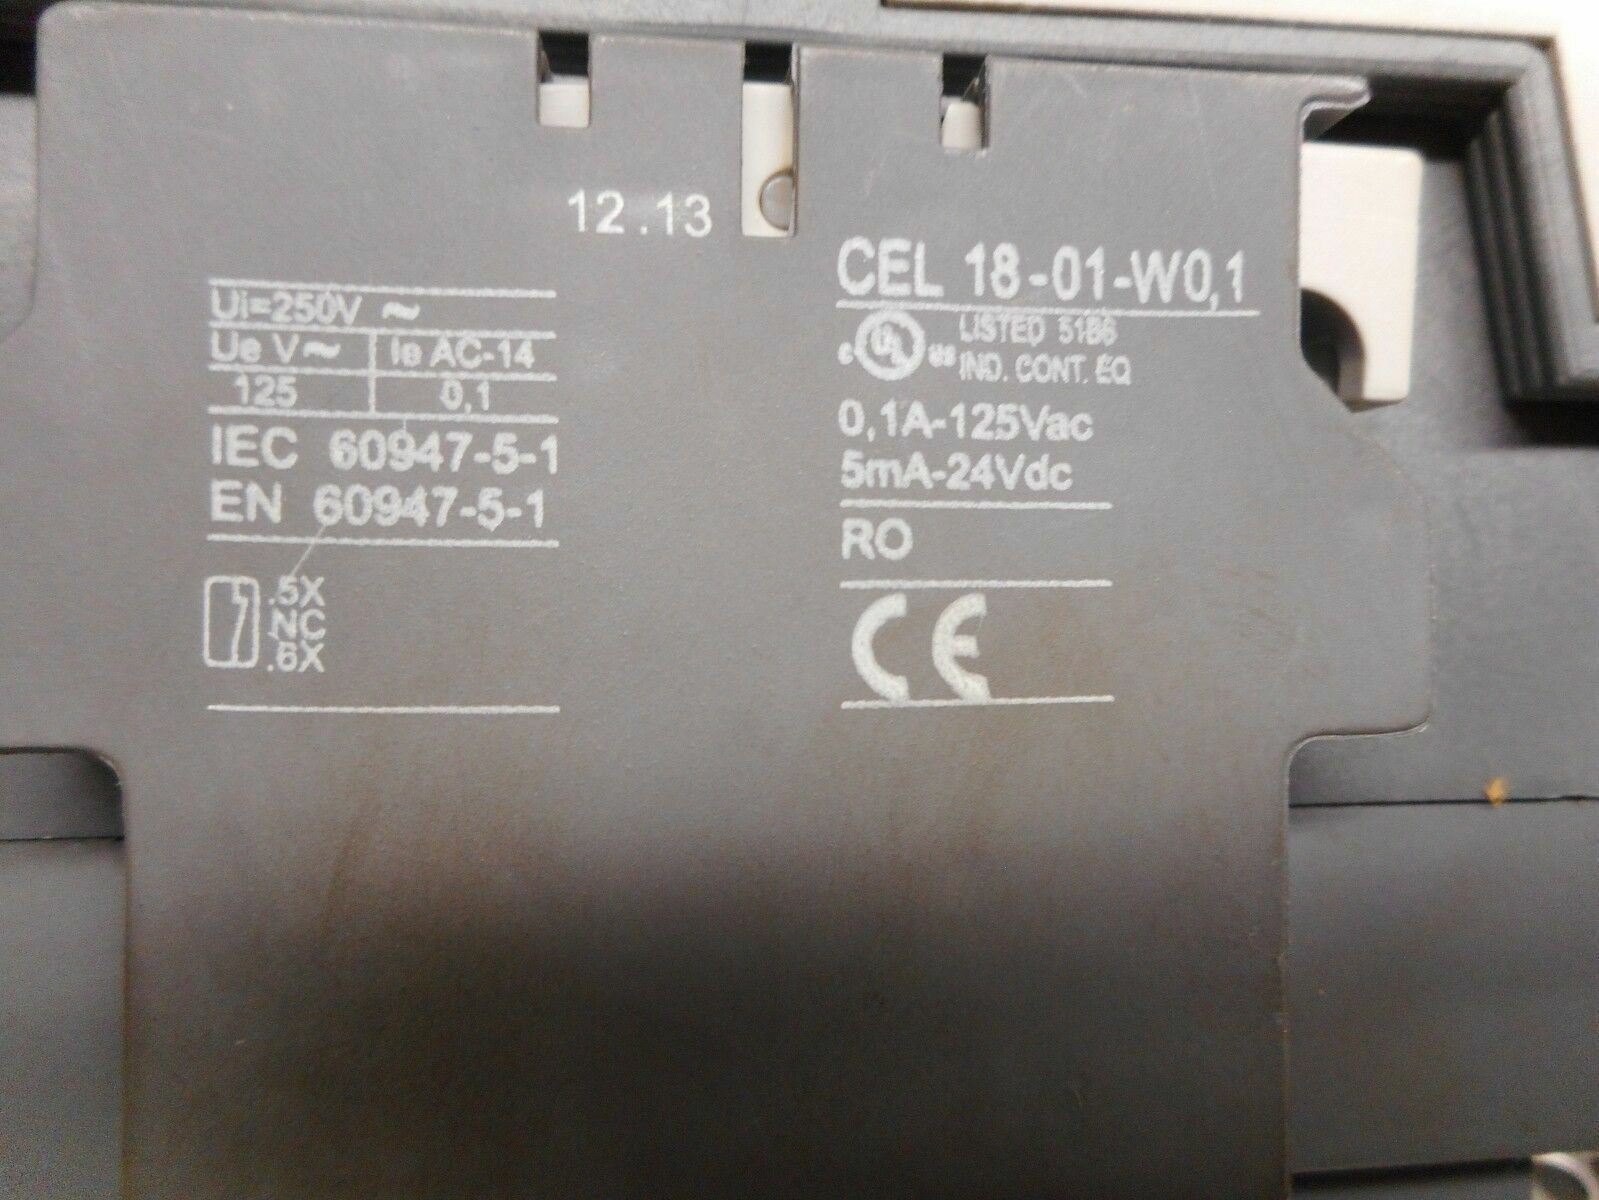 12.13
Ui=250V ~
Ue V~ Ie AC-14
125 0,1
IEC 60947-5-1
EN 60947-5-1
.5X
NC
.6X
CEL 18-01-W0,1
C UL US LISTED 51B6
IND. CONT. EQ
0,1A-125Vac
5mA-24Vdc
RO
CE